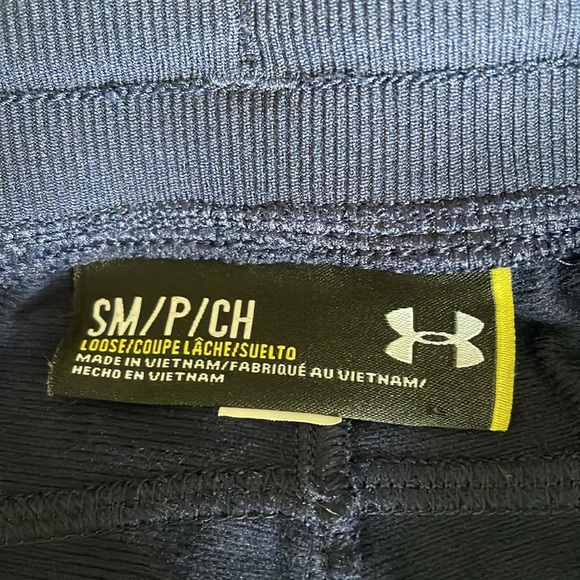 SM/P/CH
LOOSE/COUPE LÂCHE/SUELTO
MADE IN VIETNAM/FABRIQUÉ AU VIETNAM/
HECHO EN VIETNAM